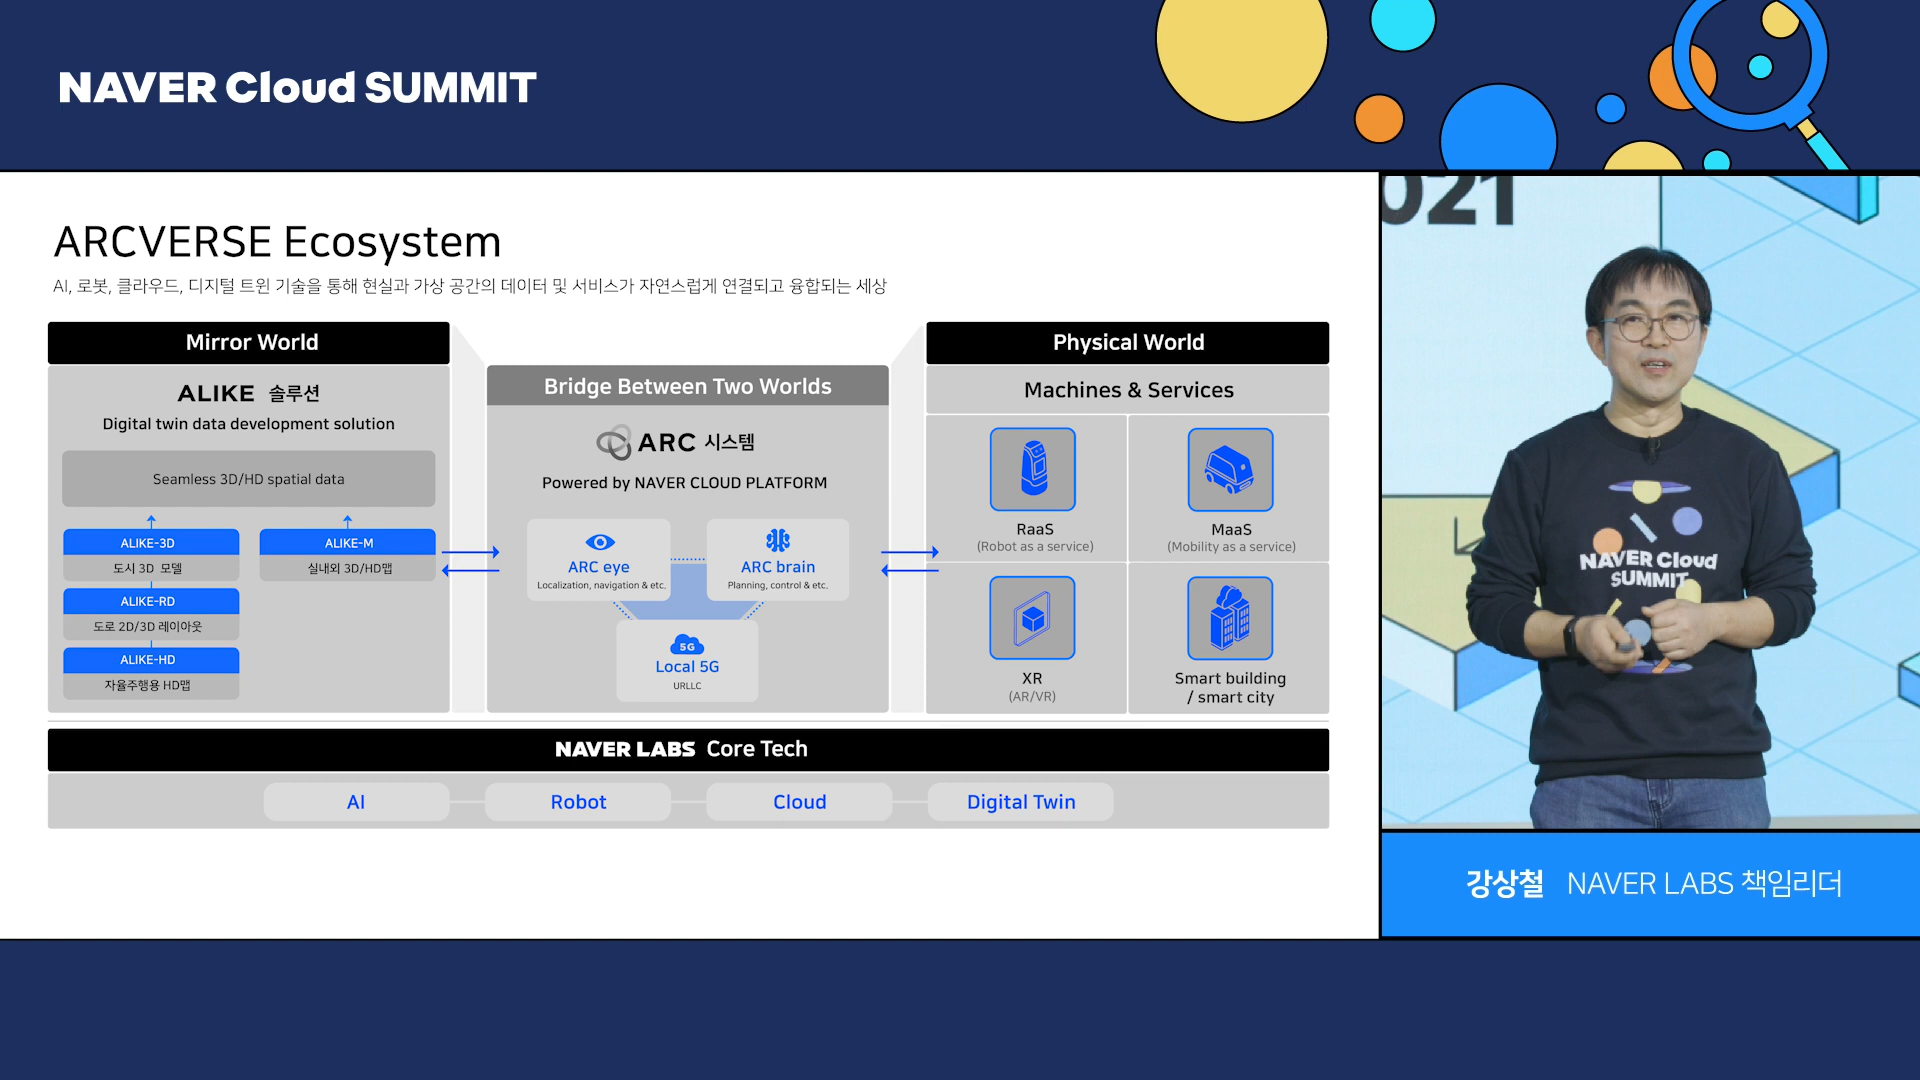 NAVER Cloud SUMMIT
ARCVERSE Ecosystem
AI, 로봇, 클라우드, 디지털 트윈 기술을 통해 현실과 가상 공간의 데이터 및 서비스가 자연스럽게 연결되고 융합되는 세상
Mirror World
ALIKE 솔루션
Digital twin data development solution
Seamless 3D/HD spatial data
ALIKE-3D
도시 3D 모델
ALIKE-RD
도로 2D/3D 레이아웃
ALIKE-HD
자율주행용 HD맵
ALIKE-M
실내외 3D/HD맵
Bridge Between Two Worlds
ARC 시스템
Powered by NAVER CLOUD PLATFORM
ARC eye
Localization, navigation & etc.
ARC brain
Planning, control & etc.
5G
Local 5G
URLLC
Physical World
Machines & Services
RaaS
(Robot as a service)
MaaS
(Mobility as a service)
XR
(AR/VR)
Smart building
/ smart city
NAVER LABS Core Tech
AI
Robot
Cloud
Digital Twin
021
NAVER Cloud
SUMMIT
강상철 NAVER LABS 책임리더